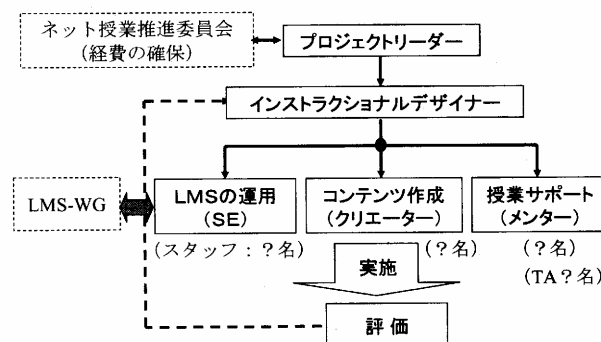 ネット授業推進委員会
(経費の確保)
プロジェクトリーダー
インストラクショナルデザイナー
LMS-WG
LMSの運用
(SE)
コンテンツ作成
(クリエーター)
授業サポート
(メンター)
(スタッフ：？名)
(？名)
(？名)
(TA？名)
実施
評価